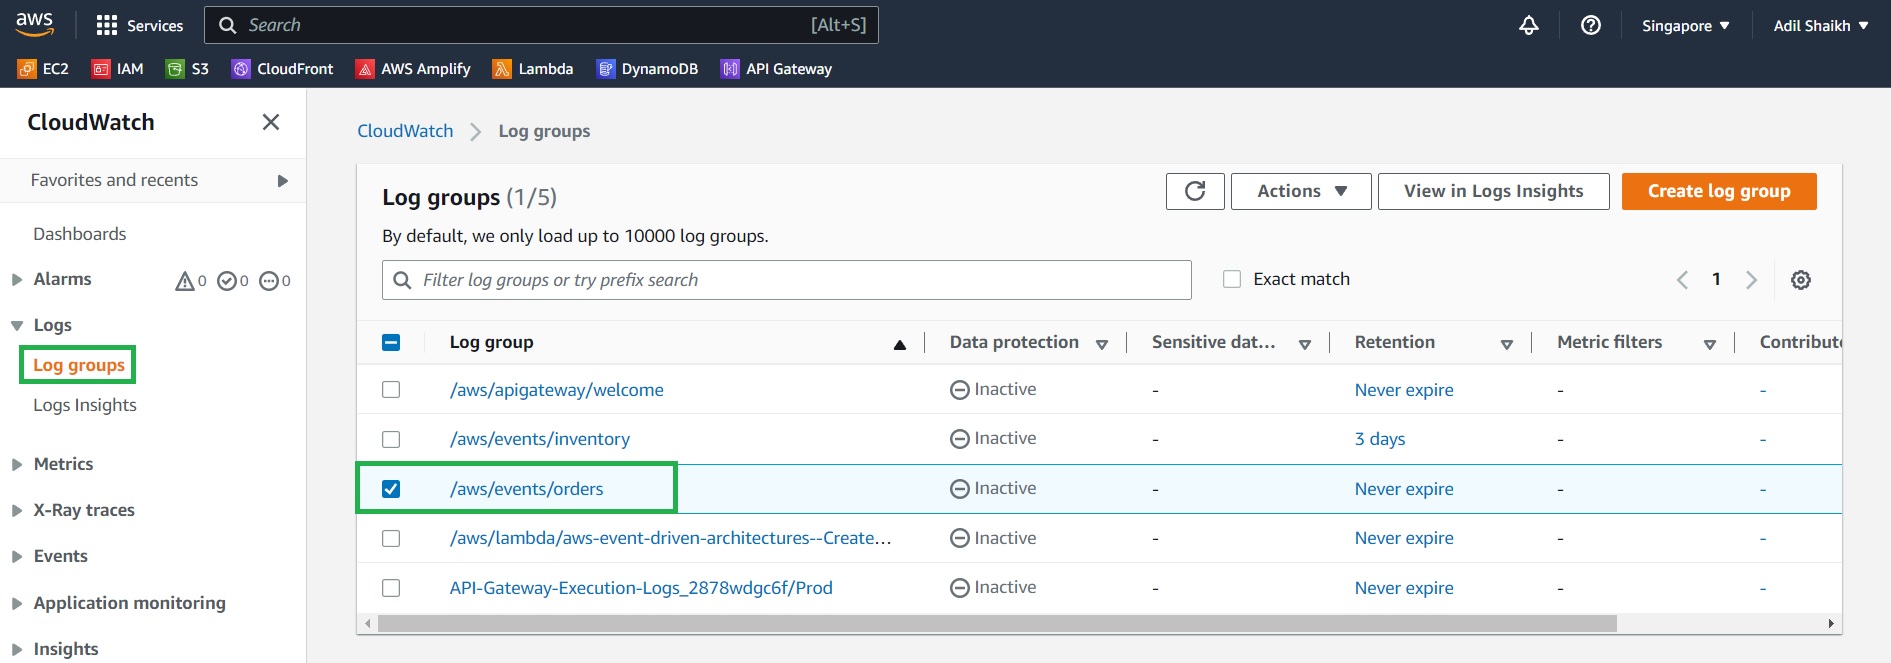 aws Services Search [Alt+S] Singapore Adil Shaikh
EC2 IAM S3 CloudFront AWS Amplify Lambda DynamoDB API Gateway
CloudWatch
Favorites and recents
Dashboards
Alarms 0 0 0
Logs
Log groups
Logs Insights
Metrics
X-Ray traces
Events
Application monitoring
Insights
CloudWatch > Log groups
Log groups (1/5) Actions View in Logs Insights Create log group
By default, we only load up to 10000 log groups.
Filter log groups or try prefix search Exact match 1
Log group Data protection Sensitive dat... Retention Metric filters Contribute
/aws/apigateway/welcome Inactive - Never expire - -
/aws/events/inventory Inactive - 3 days - -
/aws/events/orders Inactive - Never expire - -
/aws/lambda/aws-event-driven-architectures--Create... Inactive - Never expire - -
API-Gateway-Execution-Logs_2878wdgc6f/Prod Inactive - Never expire - -